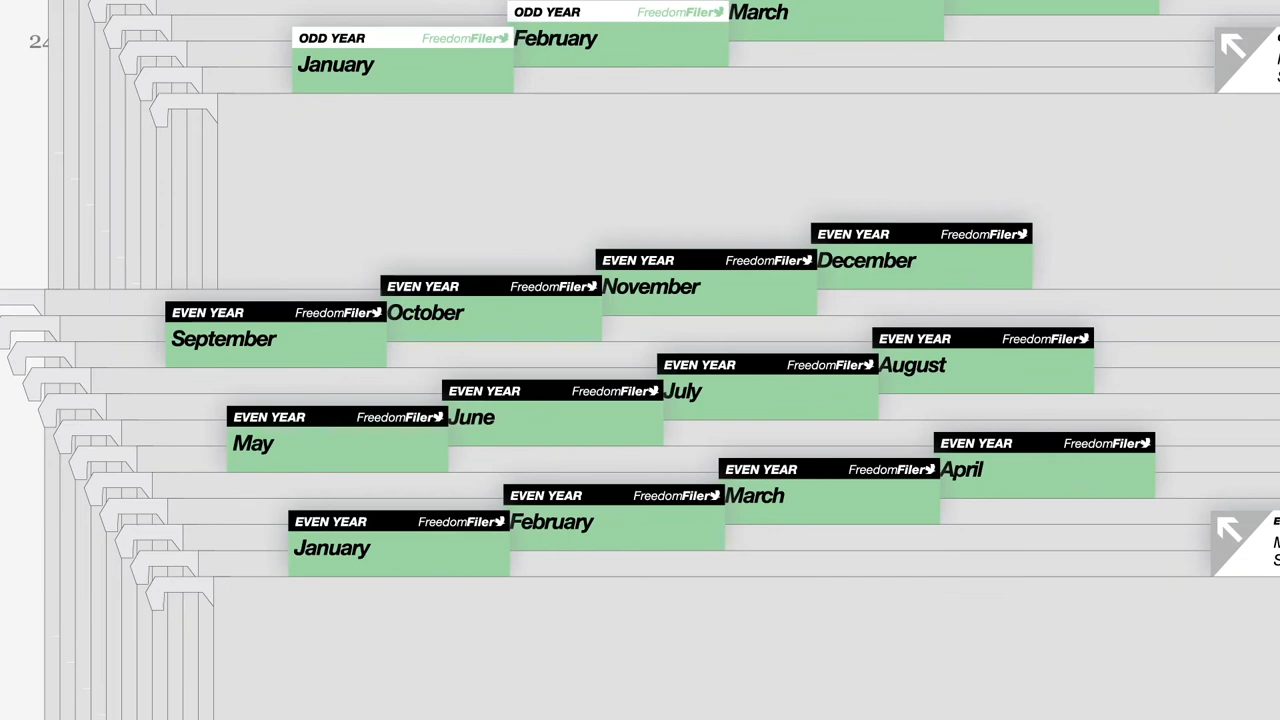 ODD YEAR FreedomFiler March
24
ODD YEAR FreedomFiler February
January
EVEN YEAR FreedomFiler
December
EVEN YEAR FreedomFiler
November
EVEN YEAR FreedomFiler
October
EVEN YEAR FreedomFiler
September
EVEN YEAR FreedomFiler
August
EVEN YEAR FreedomFiler
July
EVEN YEAR FreedomFiler
June
EVEN YEAR FreedomFiler
May
EVEN YEAR FreedomFiler
April
EVEN YEAR FreedomFiler
March
EVEN YEAR FreedomFiler
February
EVEN YEAR FreedomFiler
January